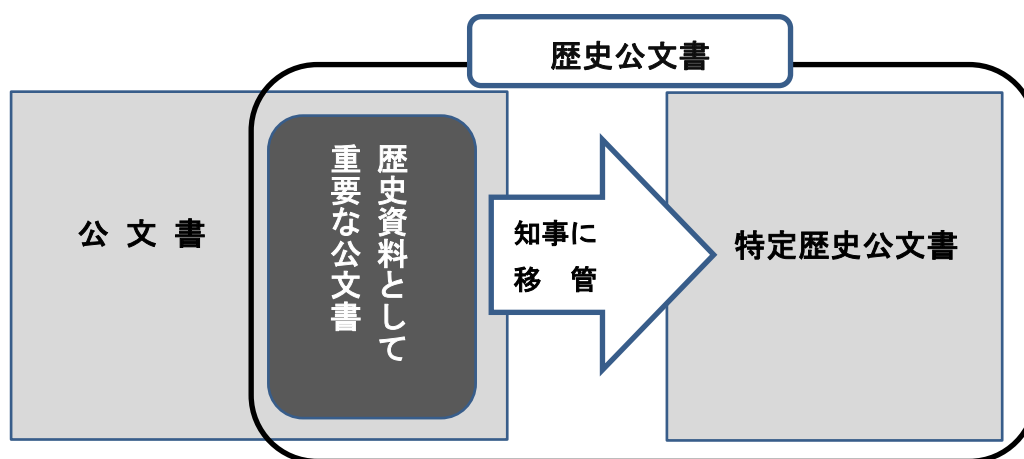 歴史公文書
公 文 書
歴史資料として
重要な公文書
知事に
移 管
特定歴史公文書